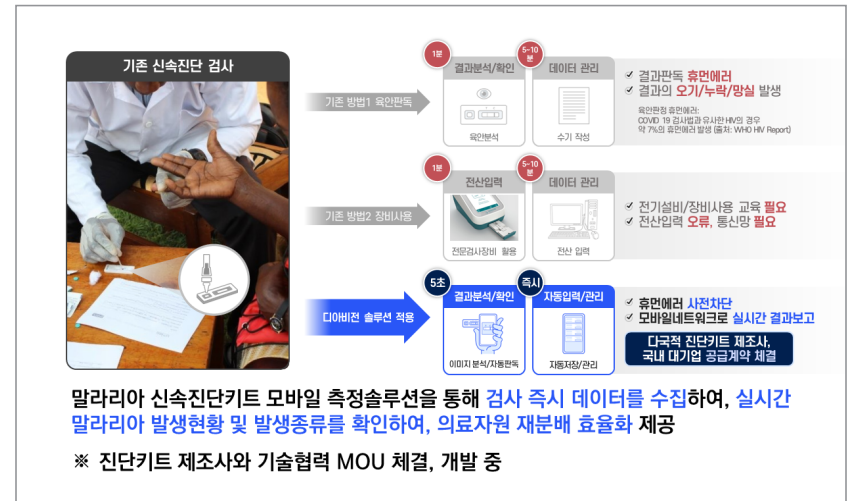 기존 신속진단 검사
기존 방법1 육안판독
1분
결과분석/확인
육안분석
5-10분
데이터 관리
수기 작성
✓ 결과판독 휴먼에러
✓ 결과의 오기/누락/망실 발생
육안판정 휴먼에러:
COVID 19 검사법과 유사한 HIV의 경우
약 7%의 휴먼에러 발생 (출처: WHO HIV Report)
기존 방법2 장비사용
1분
전산입력
전문검사장비 활용
5-10분
데이터 관리
전산 입력
✓ 전기설비/장비사용 교육 필요
✓ 전산입력 오류, 통신망 필요
디아비전 솔루션 적용
5초
결과분석/확인
이미지 분석/자동판독
즉시
자동입력/관리
자동저장/관리
✓ 휴먼에러 사전차단
✓ 모바일네트워크로 실시간 결과보고
다국적 진단키트 제조사,
국내 대기업 공급계약 체결
말라리아 신속진단키트 모바일 측정솔루션을 통해 검사 즉시 데이터를 수집하여, 실시간
말라리아 발생현황 및 발생종류를 확인하여, 의료자원 재분배 효율화 제공
※ 진단키트 제조사와 기술협력 MOU 체결, 개발 중